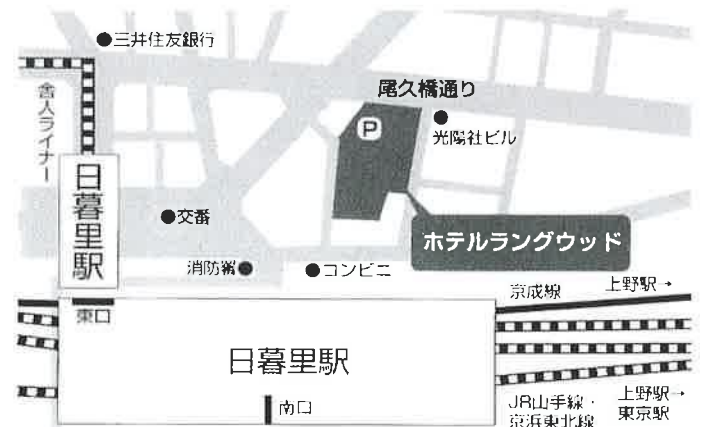 ●三井住友銀行
舎人ライナー
尾久橋通り
P
●
光陽社ビル
日暮里駅
●交番
ホテルラングウッド
消防署●
●コンビニ
京成線
上野駅→
東口
日暮里駅
南口
JR山手線・
京浜東北線
上野駅→
東京駅